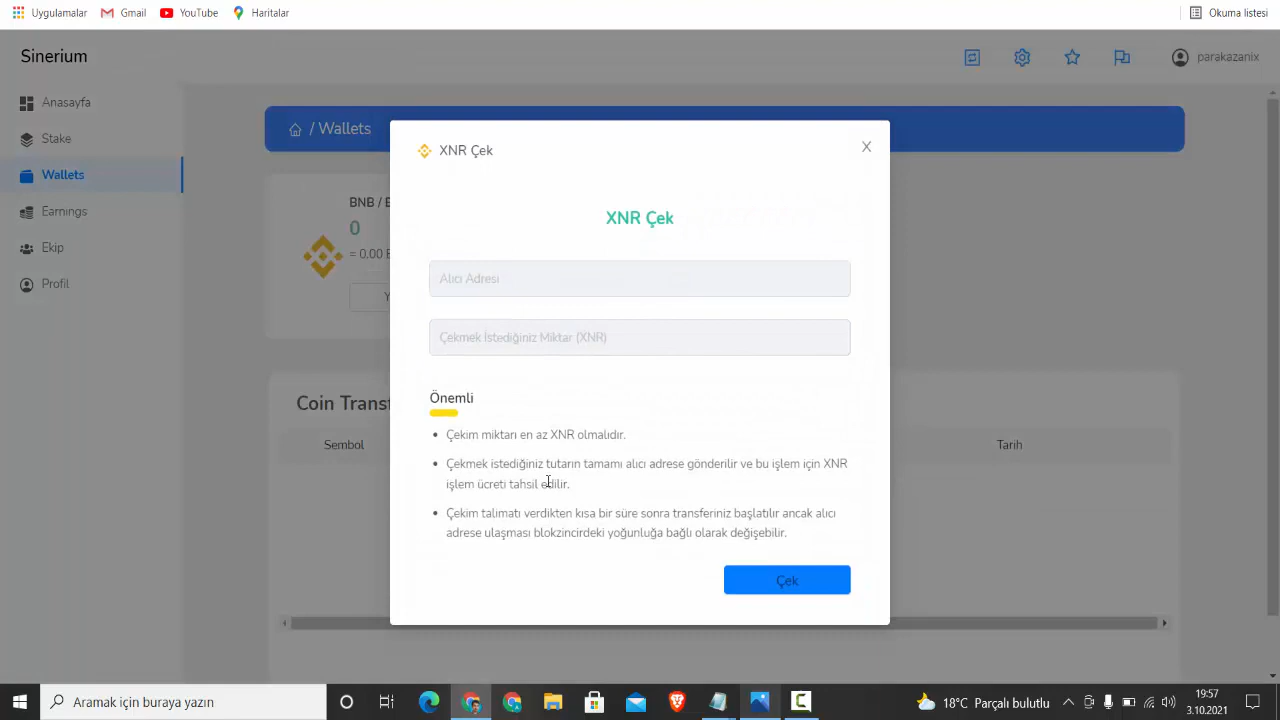 Uygulamalar Gmail YouTube Haritalar Okuma listesi
Sinerium
parakazanix
Anasayfa
Stake
Wallets
Earnings
Ekip
Profil
/ Wallets
BNB /
0
= 0.00
Coin Transf
Sembol
Tarih
XNR Çek
X
XNR Çek
Alıcı Adresi
Çekmek İstediğiniz Miktar (XNR)
Önemli
Çekim miktarı en az XNR olmalıdır.
Çekmek istediğiniz tutarın tamamı alıcı adrese gönderilir ve bu işlem için XNR
işlem ücreti tahsil edilir.
Çekim talimatı verdikten kısa bir süre sonra transferiniz başlatılır ancak alıcı
adrese ulaşması blokzincirdeki yoğunluğa bağlı olarak değişebilir.
Çek
Aramak için buraya yazın
18°C Parçalı bulutlu
19:57
3.10.2021